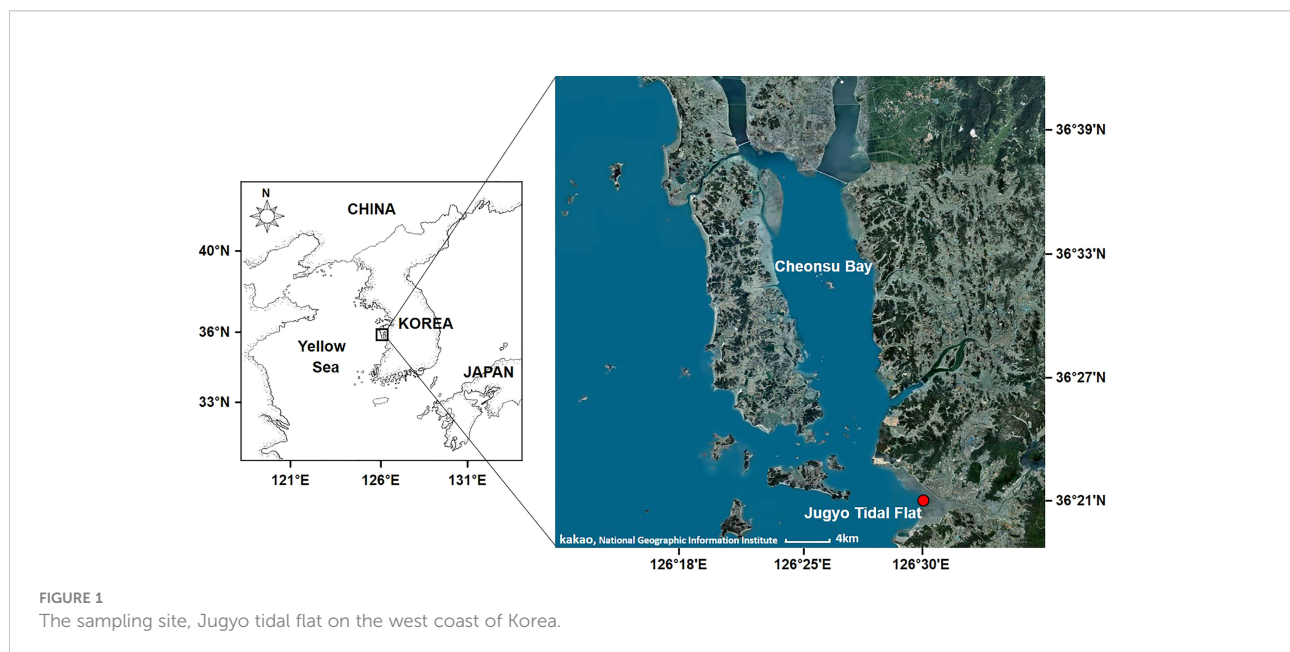 N
CHINA
40°N
36°N
33°N
KOREA
Yellow
Sea
JAPAN
121°E
126°E
131°E
Cheonsu Bay
Jugyo Tidal Flat
kakao, National Geographic Information Institute
4km
36°39'N
36°33'N
36°27'N
36°21'N
126°18'E
126°25'E
126°30'E
FIGURE 1
The sampling site, Jugyo tidal flat on the west coast of Korea.